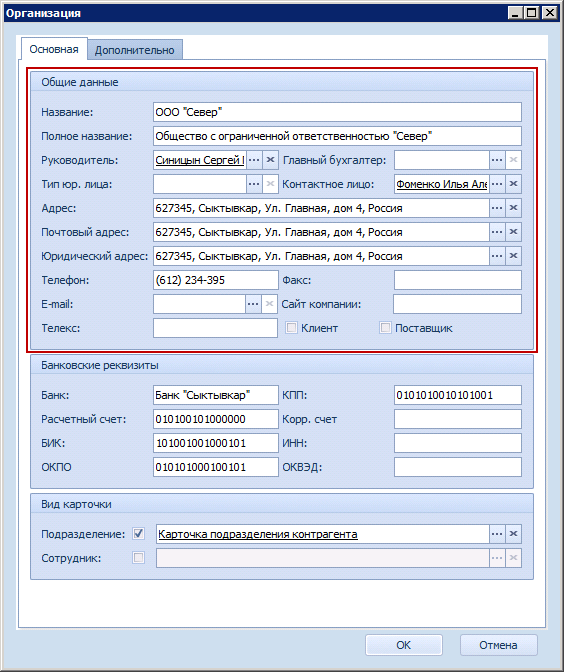 Организация
Основная Дополнительно
Общие данные
Название: ООО "Север"
Полное название: Общество с ограниченной ответственностью "Север"
Руководитель: Синицын Сергей Главный бухгалтер:
Тип юр. лица: Контактное лицо: Фоменко Илья Але
Адрес: 627345, Сыктывкар, Ул. Главная, дом 4, Россия
Почтовый адрес: 627345, Сыктывкар, Ул. Главная, дом 4, Россия
Юридический адрес: 627345, Сыктывкар, Ул. Главная, дом 4, Россия
Телефон: (612) 234-395 Факс:
E-mail: Сайт компании:
Телекс: Клиент Поставщик
Банковские реквизиты
Банк: Банк "Сыктывкар" КПП: 0101010010101001
Расчетный счет: 010100101000000 Корр. счет
БИК: 101001001000101 ИНН:
ОКПО 010101000100101 ОКВЭД:
Вид карточки
Подразделение: Карточка подразделения контрагента
Сотрудник:
ОК Отмена